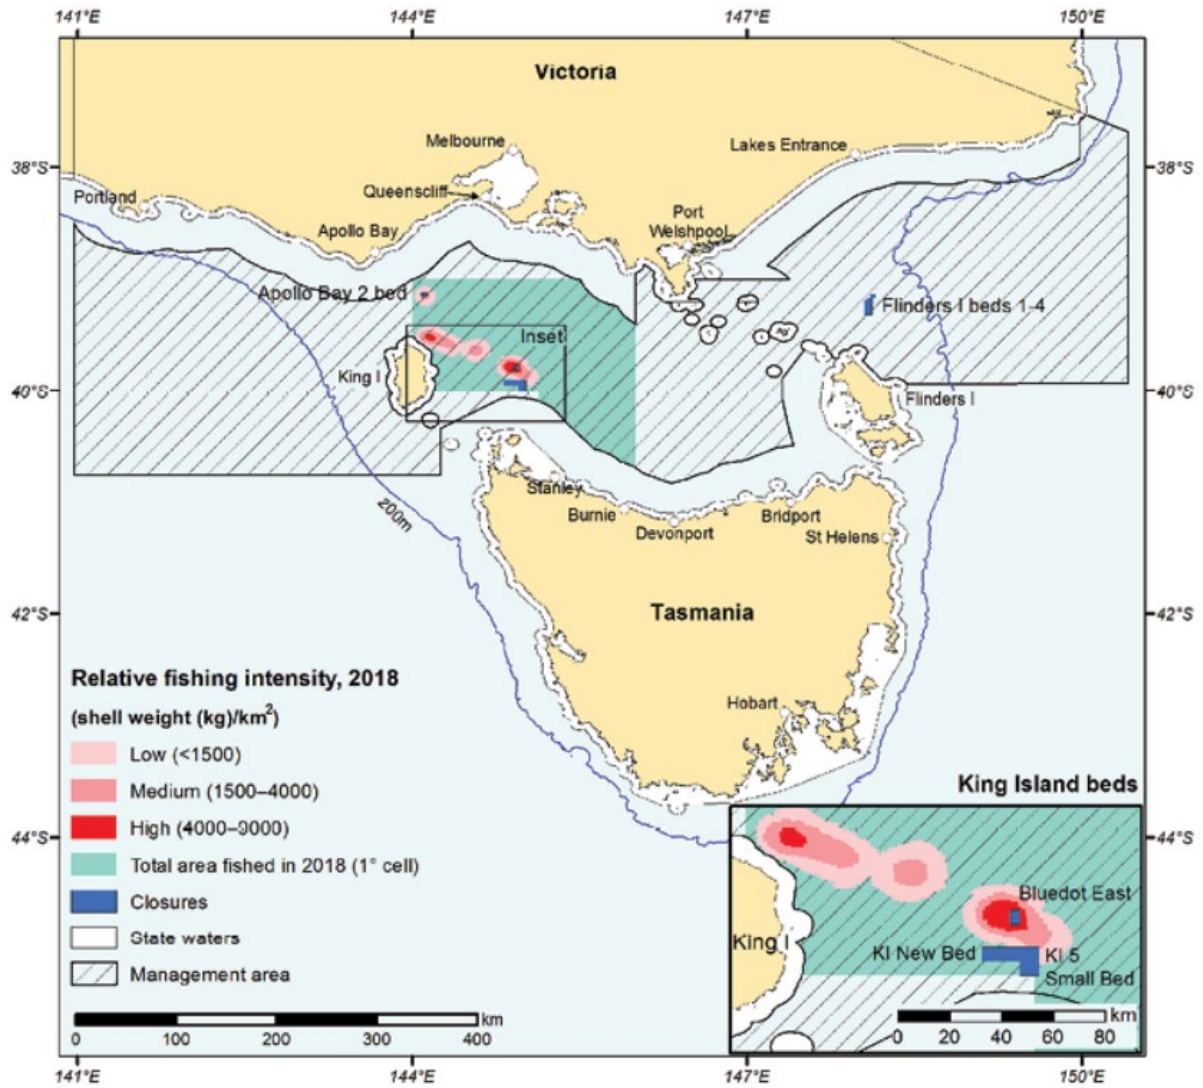 141°E 144°E 147°E 150°E
Victoria
Melbourne
Lakes Entrance
38°S 38°S
Queenscliff
Portland
Port
Welshpool
Apollo Bay
Apollo Bay 2 bed
Flinders I beds 1-4
Inset
King I
40°S 40°S
Flinders I
Stanley
200m
Burnie
Bridport
Devonport
St Helens
42°S 42°S
Tasmania
Relative fishing intensity, 2018
(shell weight (kg)/km²)
Hobart
Low (<1500)
Medium (1500–4000)
High (4000–9000)
Total area fished in 2018 (1° cell)
Closures
State waters
Management area
km
0 100 200 300 400
King Island beds
44°S 44°S
Bluedot East
King I
KI New Bed
KI 5
Small Bed
km
0 20 40 60 80
141°E 144°E 147°E 150°E